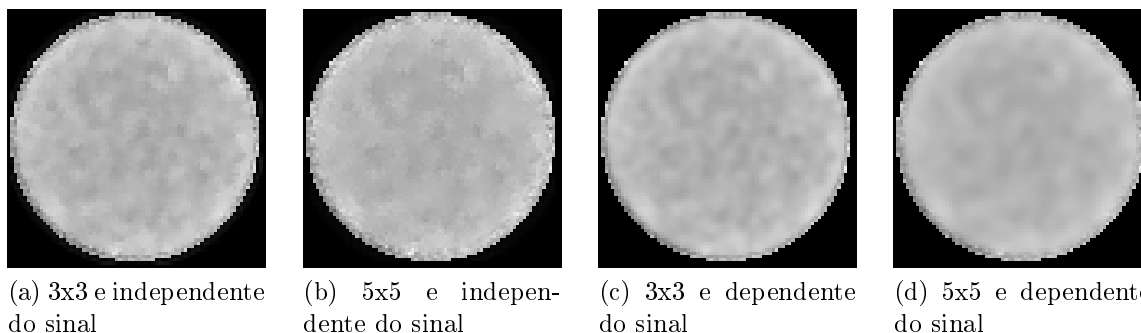 (a) 3x3 e independente
do sinal
(b) 5x5 e indepen-
dente do sinal
(c) 3x3 e dependente
do sinal
(d) 5x5 e dependente
do sinal